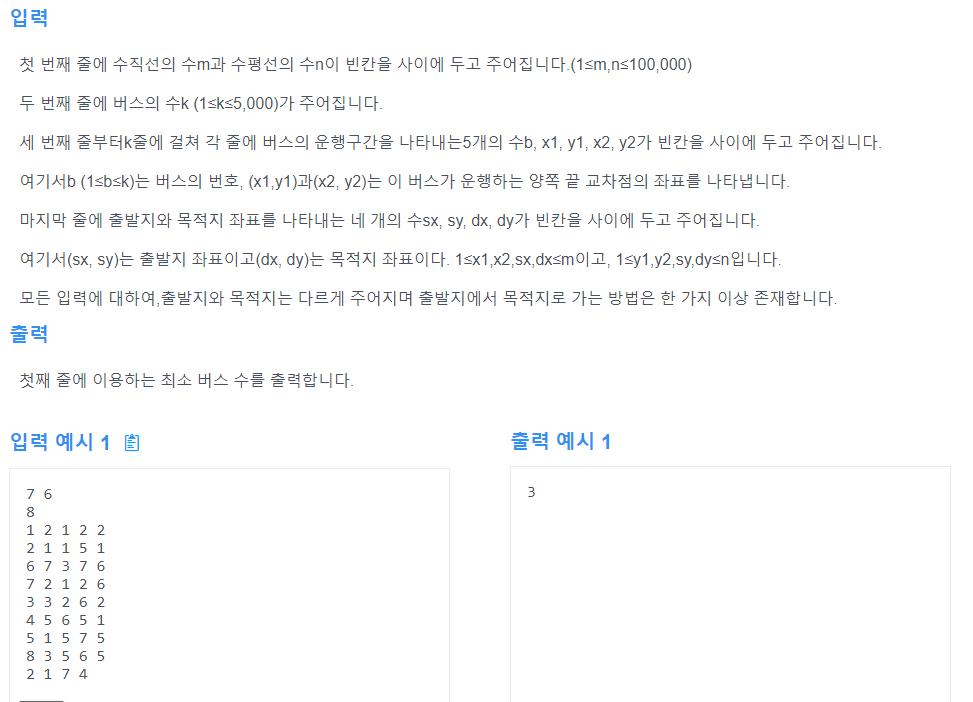 입력
첫 번째 줄에 수직선의 수m과 수평선의 수n이 빈칸을 사이에 두고 주어집니다.(1≤m,n≤100,000)
두 번째 줄에 버스의 수k (1≤k≤5,000)가 주어집니다.
세 번째 줄부터k줄에 걸쳐 각 줄에 버스의 운행구간을 나타내는5개의 수b, x1, y1, x2, y2가 빈칸을 사이에 두고 주어집니다.
여기서b (1≤b≤k)는 버스의 번호, (x1,y1)과(x2, y2)는 이 버스가 운행하는 양쪽 끝 교차점의 좌표를 나타냅니다.
마지막 줄에 출발지와 목적지 좌표를 나타내는 네 개의 수sx, sy, dx, dy가 빈칸을 사이에 두고 주어집니다.
여기서(sx, sy)는 출발지 좌표이고(dx, dy)는 목적지 좌표이다. 1≤x1,x2,sx,dx≤m이고, 1≤y1,y2,sy,dy≤n입니다.
모든 입력에 대하여,출발지와 목적지는 다르게 주어지며 출발지에서 목적지로 가는 방법은 한 가지 이상 존재합니다.
출력
첫째 줄에 이용하는 최소 버스 수를 출력합니다.
입력 예시 1
7 6
8
1 2 1 2 2
2 1 1 5 1
6 7 3 7 6
7 2 1 2 6
3 3 2 6 2
4 5 6 5 1
5 1 5 7 5
8 3 5 6 5
2 1 7 4
출력 예시 1
3